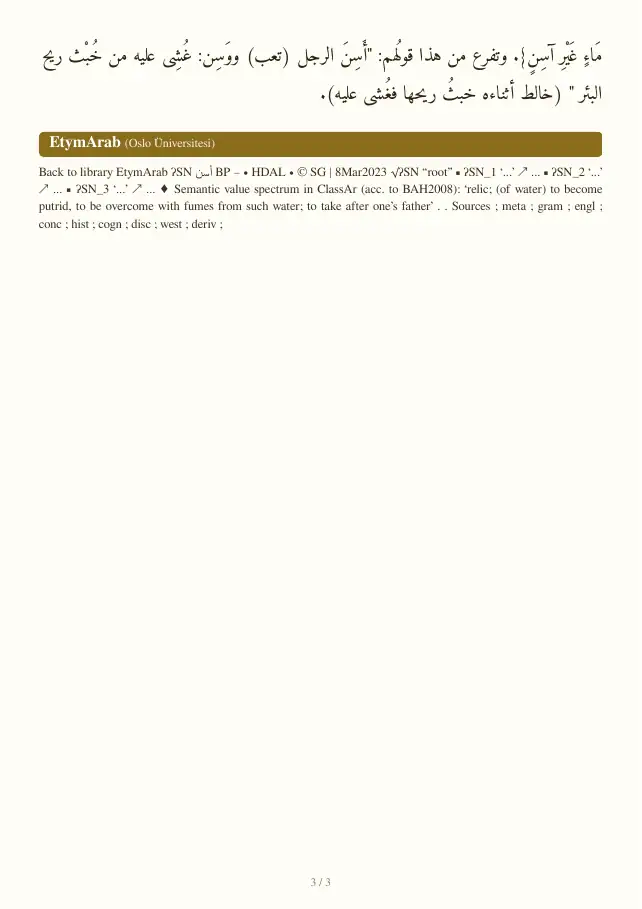 مَاءٍ غَيْرِ آسِنٍ}. وتفرع من هذا قولُهم: "أَسِنَ الرجل (تعب) ووَسِن: غُشِى عليه من خُبْث ريح
البئر " (خالط أثناءه خبثُ ريحها فغُشى عليه).
EtymArab (Oslo Üniversitesi)
Back to library EtymArab ʔSN أسن BP – • HDAL • © SG | 8Mar2023 √ʔSN “root” ▪ ʔSN_1 ‘...’ ↗ ... ▪ ʔSN_2 ‘...’
↗ ... ▪ ʔSN_3 ‘...’ ↗ ... ♦ Semantic value spectrum in ClassAr (acc. to BAH2008): ‘relic; (of water) to become
putrid, to be overcome with fumes from such water; to take after one’s father’ . . Sources ; meta ; gram ; engl ;
conc ; hist ; cogn ; disc ; west ; deriv ;
3 / 3